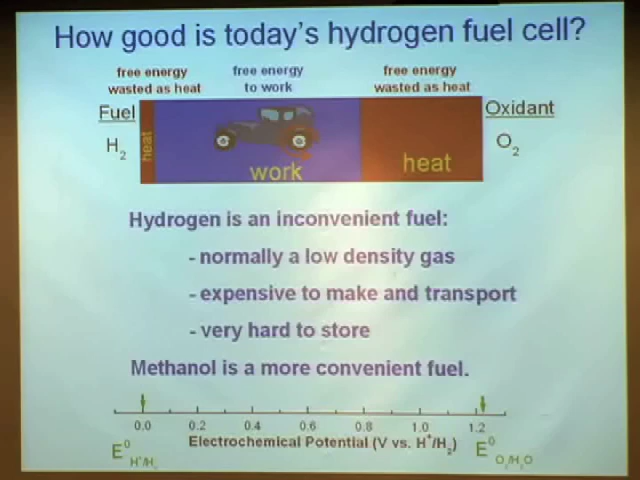 How good is today's hydrogen fuel cell?
free energy wasted as heat
free energy to work
free energy wasted as heat
Fuel
H2
heat
work
heat
Oxidant
O2
Hydrogen is an inconvenient fuel:
- normally a low density gas
- expensive to make and transport
- very hard to store
Methanol is a more convenient fuel.
0.0 0.2 0.4 0.6 0.8 1.0 1.2
Electrochemical Potential (V vs. H+/H2)
E0 H+/H2
E0 O2/H2O